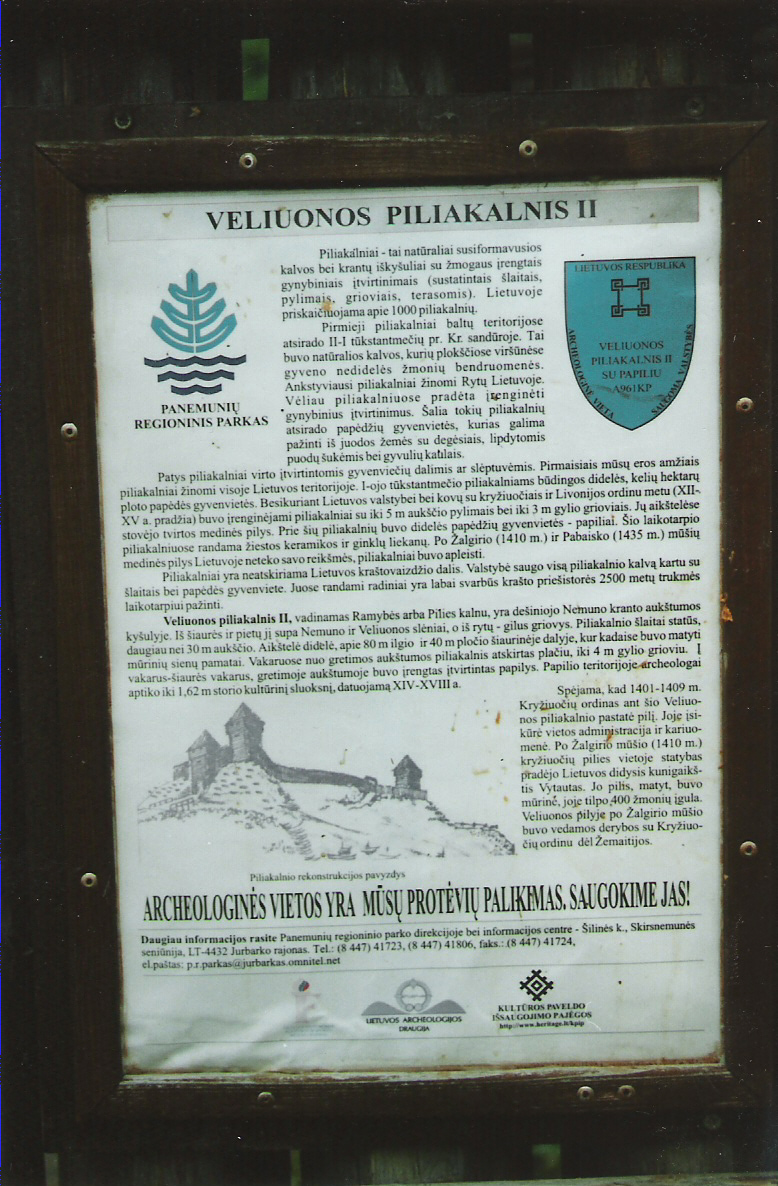 VELIUONOS PILIAKALNIS II
Piliakalniai - tai natūraliai susiformavusios
kalvos bei krantų iškyšuliai su žmogaus įrengtais
gynybiniais įtvirtinimais (sustatintais šlaitais,
pylimais, grioviais, terasomis). Lietuvoje
priskaičiuojama apie 1000 piliakalnių.
Pirmieji piliakalniai baltų teritorijose
atsirado II-I tūkstantmečių pr. Kr. sandūroje. Tai
buvo natūralios kalvos, kurių plokščiose viršūnėse
gyveno nedidelės žmonių bendruomenės.
Ankstyviausi piliakalniai žinomi Rytų Lietuvoje.
Vėliau piliakalniuose pradėta įrenginėti
gynybinius įtvirtinimus. Šalia tokių piliakalnių
atsirado papėdžių gyvenvietės, kurias galima
pažinti iš juodos žemės su degėsiais, lipdytomis
puodų šukėmis bei gyvulių kaulais.
PANEMUNIŲ
REGIONINIS PARKAS
LIETUVOS RESPUBLIKA
VELIUONOS
PILIAKALNIS II
SU PAPILIU
A961KP
ARCHEOLOGINĖ VIETA
SAUGOMA VALSTYBĖS
Patys piliakalniai virto įtvirtintomis gyvenviečių dalimis ar slėptuvėmis. Pirmaisiais mūsų eros amžiais
piliakalniai žinomi visoje Lietuvos teritorijoje. I-ojo tūkstantmečio piliakalniams būdingos didelės, kelių hektarų
ploto papėdės gyvenvietės. Besikuriant Lietuvos valstybei bei kovų su kryžiuočiais ir Livonijos ordinu metu (XII-
XV a. pradžia) buvo įrenginėjami piliakalniai su iki 5 m aukščio pylimais bei iki 3 m gylio grioviais. Jų aikštelėse
stovėjo tvirtos medinės pilys. Prie šių piliakalnių buvo didelės papėdžių gyvenvietės - papiliai. Šio laikotarpio
piliakalniuose randama žiestos keramikos ir ginklų liekanų. Po Žalgirio (1410 m.) ir Pabaisko (1435 m.) mūšių
medinės pilys Lietuvoje neteko savo reikšmės, piliakalniai buvo apleisti.
Piliakalniai yra neatskiriama Lietuvos kraštovaizdžio dalis. Valstybė saugo visą piliakalnio kalvą kartu su
šlaitais bei papėdės gyvenviete. Juose randami radiniai yra labai svarbūs krašto priešistorės 2500 metų trukmės
laikotarpiui pažinti.
Veliuonos piliakalnis II, vadinamas Ramybės arba Pilies kalnu, yra dešiniojo Nemuno kranto aukštumos
kyšulyje. Iš šiaurės ir pietų jį supa Nemuno ir Veliuonos slėniai, o iš rytų - gilus griovys. Piliakalnio šlaitai statūs,
daugiau nei 30 m aukščio. Aikštelė didelė, apie 80 m ilgio ir 40 m pločio šiaurinėje dalyje, kur kadaise buvo matyti
mūrinių sienų pamatai. Vakaruose nuo gretimos aukštumos piliakalnis atskirtas plačiu, iki 4 m gylio grioviu. Į
vakarus-šiaurės vakarus, gretimoje aukštumoje buvo įrengtas įtvirtintas papilys. Papilio teritorijoje archeologai
aptiko iki 1,62 m storio kultūrinį sluoksnį, datuojamą XIV-XVIII a.
Spėjama, kad 1401-1409 m.
Kryžiuočių ordinas ant šio Veliuo-
nos piliakalnio pastatė pilį. Joje įsi-
kūrė vietos administracija ir kariuo-
menė. Po Žalgirio mūšio (1410 m.)
kryžiuočių pilies vietoje statybas
pradėjo Lietuvos didysis kunigaikš-
tis Vytautas. Jo pilis, matyt, buvo
mūrinė, joje tilpo 400 žmonių įgula.
Veliuonos pilyje po Žalgirio mūšio
buvo vedamos derybos su Kryžiuo-
čių ordinu dėl Žemaitijos.
Piliakalnio rekonstrukcijos pavyzdys
ARCHEOLOGINĖS VIETOS YRA MŪSŲ PROTĖVIŲ PALIKIMAS. SAUGOKIME JAS!
Daugiau informacijos rasite Panemunių regioninio parko direkcijoje bei informacijos centre - Šilinės k., Skirsnemunės
seniūnija, LT-4432 Jurbarko rajonas. Tel.: (8 447) 41723, (8 447) 41806, faks.: (8 447) 41724,
el.paštas: p.r.parkas@jurbarkas.omnitel.net
LIETUVOS ARCHEOLOGIJOS
DRAUGIJA
KULTŪROS PAVELDO
IŠSAUGOJIMO PAJĖGOS
http://www.heritage.lt/kpip